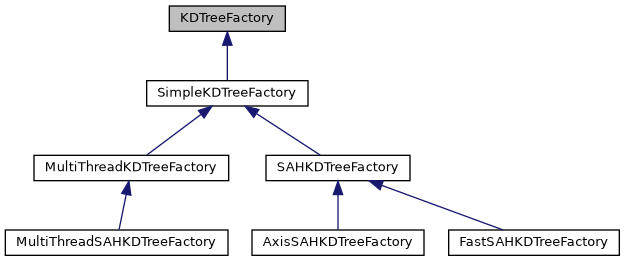 KDTreeFactory
SimpleKDTreeFactory
MultiThreadKDTreeFactory
SAHKDTreeFactory
MultiThreadSAHKDTreeFactory
AxisSAHKDTreeFactory
FastSAHKDTreeFactory